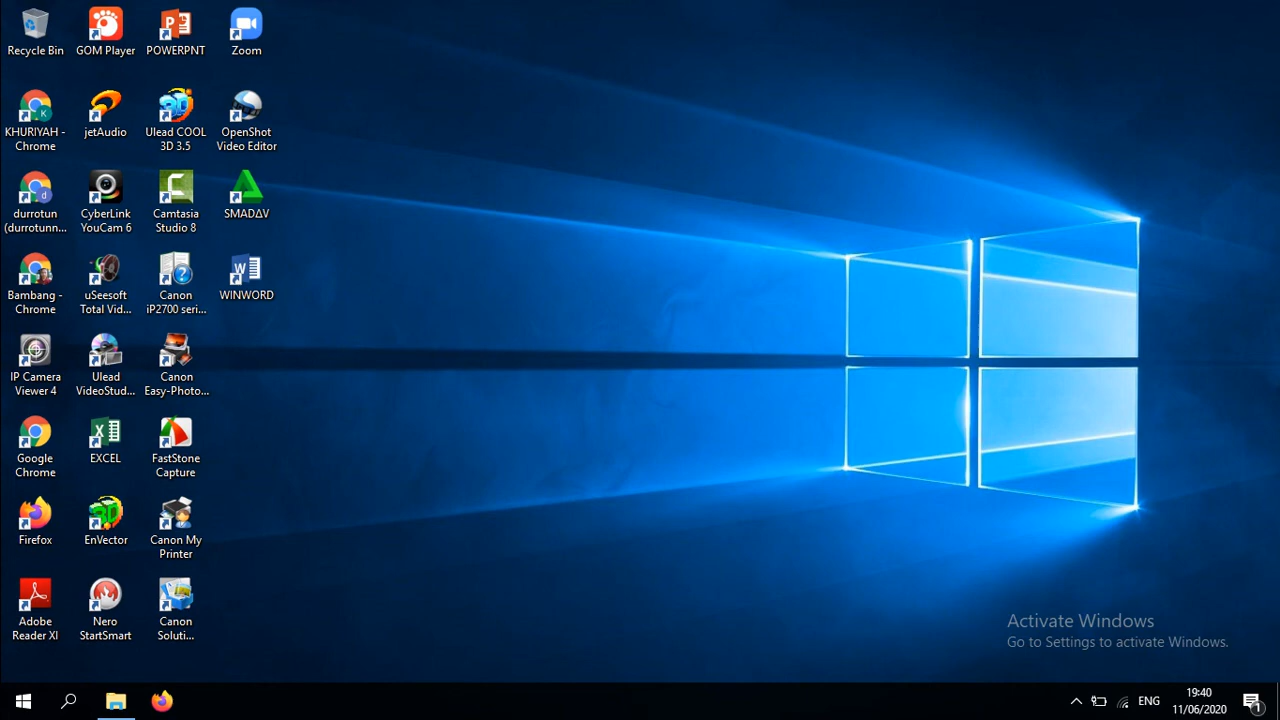 Recycle Bin
GOM Player
POWERPNT
Zoom
KHURIYAH -
Chrome
jetAudio
Ulead COOL
3D 3.5
OpenShot
Video Editor
durrotun
(durrotunn...
CyberLink
YouCam 6
Camtasia
Studio 8
SMADΔV
Bambang -
Chrome
uSeesoft
Total Vid...
Canon
iP2700 seri...
WINWORD
IP Camera
Viewer 4
Ulead
VideoStud...
Canon
Easy-Photo...
Google
Chrome
EXCEL
FastStone
Capture
Firefox
EnVector
Canon My
Printer
Adobe
Reader XI
Nero
StartSmart
Canon
Soluti...
Activate Windows
Go to Settings to activate Windows.
ENG
19:40
11/06/2020
1